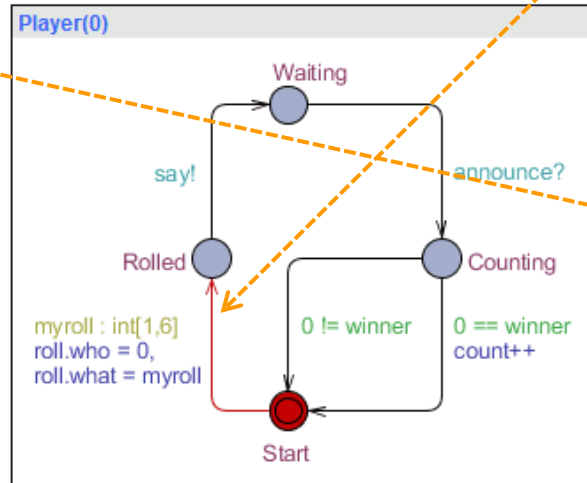 Player(0)
Waiting
say!
announce?
Rolled
Counting
myroll : int[1,6]
roll.who = 0,
roll.what = myroll
0 != winner
0 == winner
count++
Start